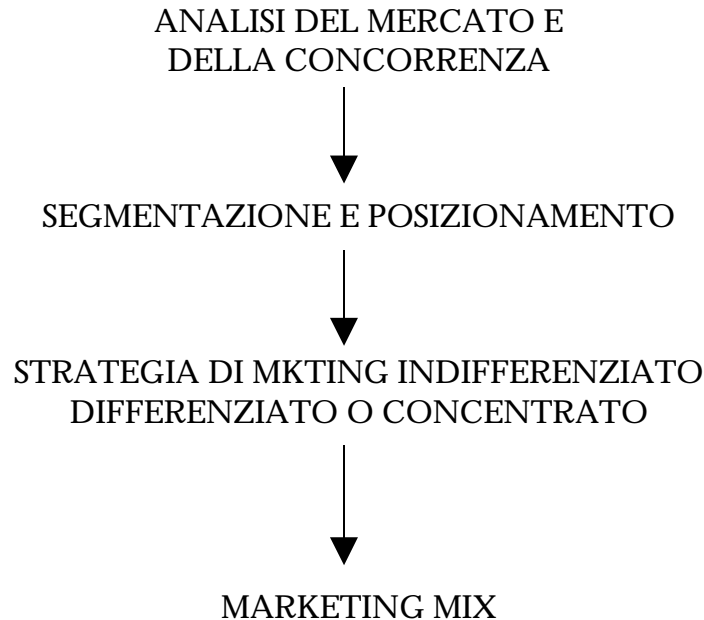 ANALISI DEL MERCATO E
DELLA CONCORRENZA
SEGMENTAZIONE E POSIZIONAMENTO
STRATEGIA DI MKTING INDIFFERENZIATO
DIFFERENZIATO O CONCENTRATO
MARKETING MIX